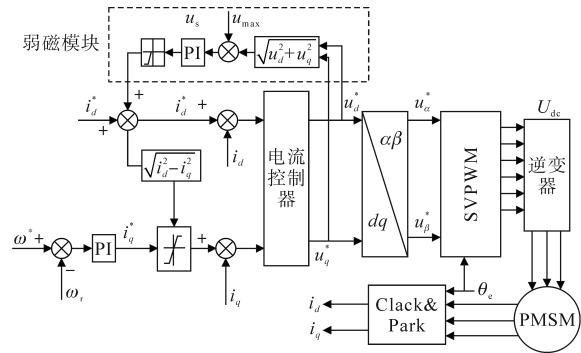 弱磁模块
u_s
u_max
PI
√(u_d^2+u_q^2)
+
i_d^*
+
i_d^*
+
i_d
√(i_d^2−i_q^2)
电流
控制
器
u_d^*
u_q^*
αβ
dq
u_α^*
u_β^*
SVPWM
U_dc
逆变
器
ω^*+
−
ω_r
PI
i_q^*
+
i_q
θ_e
i_d
i_q
Clack&
Park
PMSM